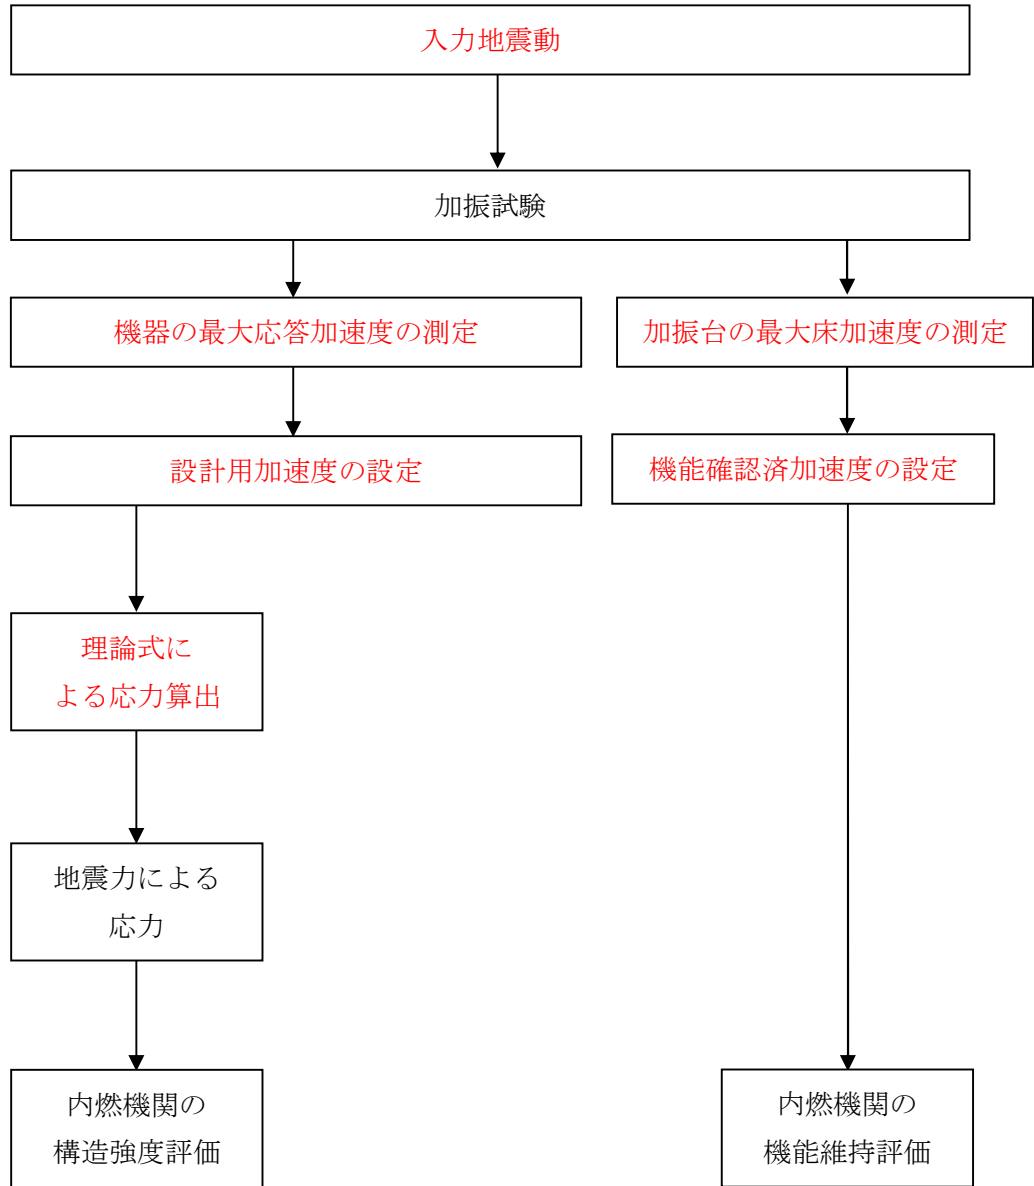 入力地震動
加振試験
機器の最大応答加速度の測定
加振台の最大床加速度の測定
設計用加速度の設定
機能確認済加速度の設定
理論式に
よる応力算出
地震力による
応力
内燃機関の
構造強度評価
内燃機関の
機能維持評価